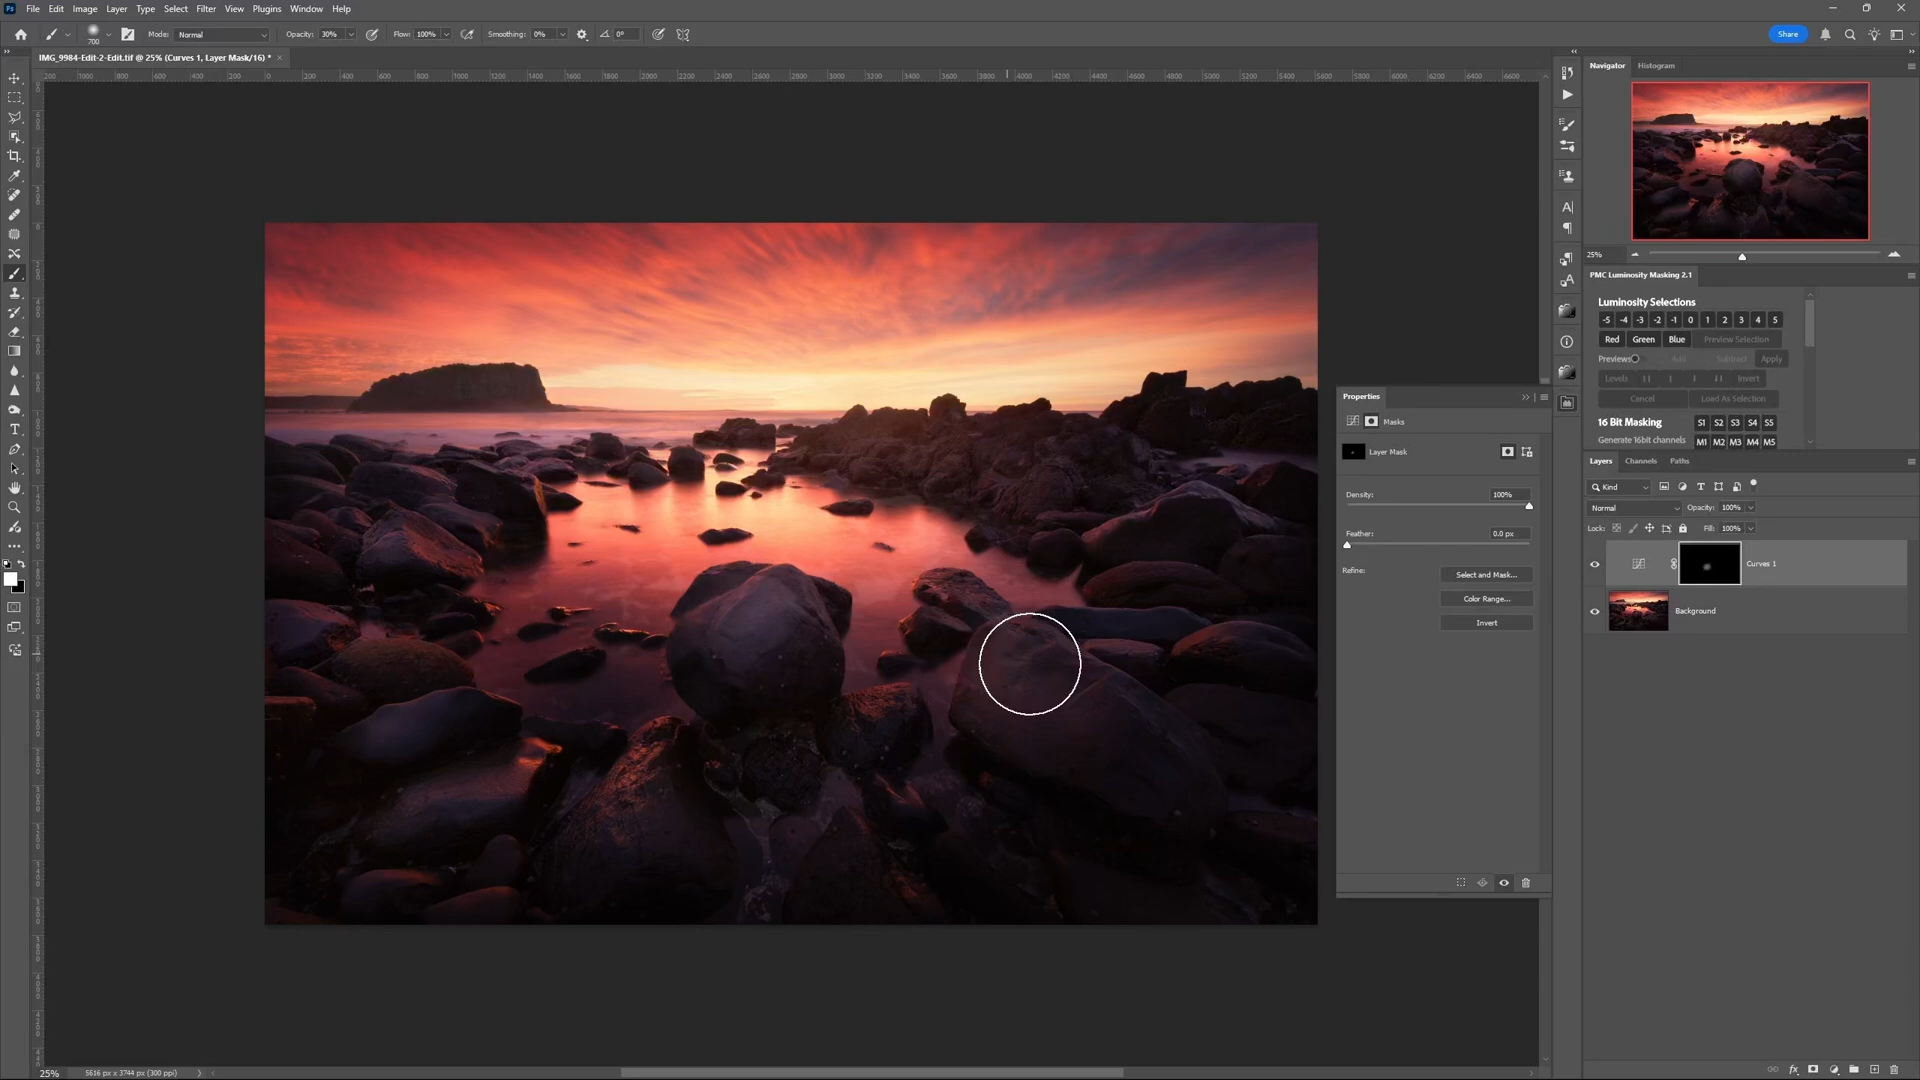 Ps File Edit Image Layer Type Select Filter View Plugins Window Help
700 Mode: Normal Opacity: 30% Flow: 100% Smoothing: 0% 0° Share
IMG_9984-Edit-2-Edit.tif @ 25% (Curves 1, Layer Mask/16) * ×
Navigator Histogram
25%
PMC Luminosity Masking 2.1
Luminosity Selections
-5 -4 -3 -2 -1 0 1 2 3 4 5
Red Green Blue Preview Selection
Previews Add Subtract Apply
Levels Invert
Cancel Load As Selection
16 Bit Masking S1 S2 S3 S4 S5
Generate 16bit channels M1 M2 M3 M4 M5
Properties
Masks
Layer Mask
Density: 100%
Feather: 0.0 px
Refine: Select and Mask...
Color Range...
Invert
Layers Channels Paths
Kind
Normal Opacity: 100%
Lock: Fill: 100%
Curves 1
Background
25% 5616 px x 3744 px (300 ppi)